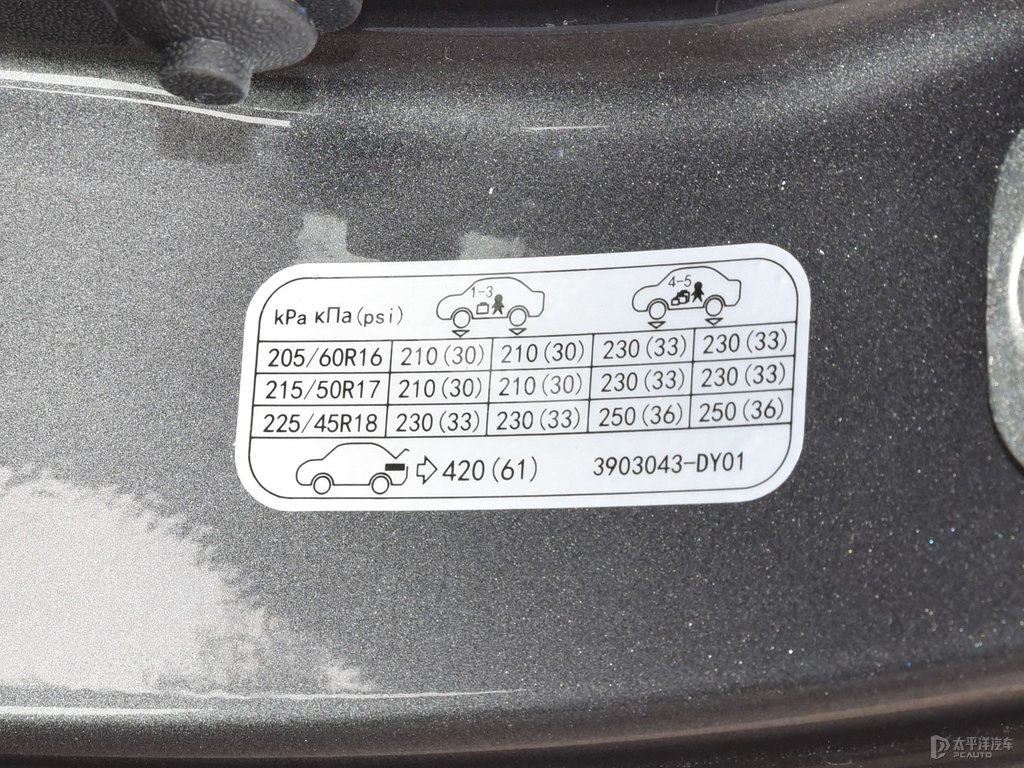 1-3
4-5
kPa кПа(psi)
205/60R16 210(30) 210(30) 230(33) 230(33)
215/50R17 210(30) 210(30) 230(33) 230(33)
225/45R18 230(33) 230(33) 250(36) 250(36)
420(61) 3903043-DY01
太平洋汽车
PCAUTO